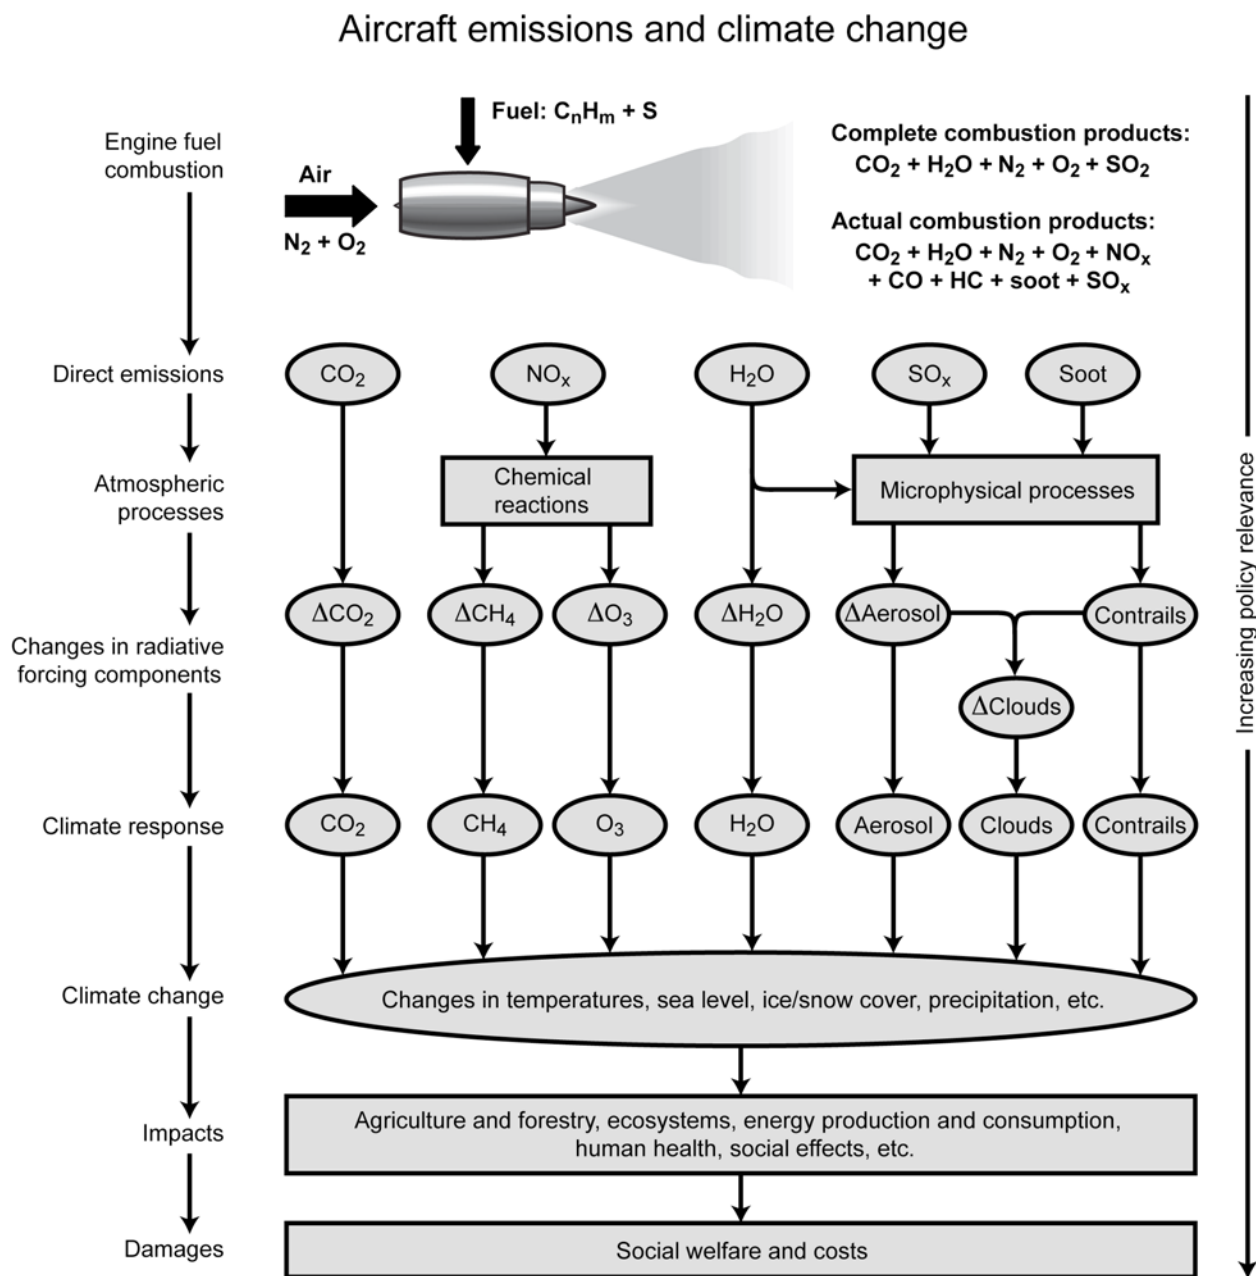 Aircraft emissions and climate change
Engine fuel
combustion
Fuel: CnHm + S
Air
N2 + O2
Complete combustion products:
CO2 + H2O + N2 + O2 + SO2
Actual combustion products:
CO2 + H2O + N2 + O2 + NOx
+ CO + HC + soot + SOx
Direct emissions
CO2
NOx
H2O
SOx
Soot
Atmospheric
processes
Chemical
reactions
Microphysical processes
Changes in radiative
forcing components
ΔCO2
ΔCH4
ΔO3
ΔH2O
ΔAerosol
Contrails
ΔClouds
Climate response
CO2
CH4
O3
H2O
Aerosol
Clouds
Contrails
Climate change
Changes in temperatures, sea level, ice/snow cover, precipitation, etc.
Impacts
Agriculture and forestry, ecosystems, energy production and consumption,
human health, social effects, etc.
Damages
Social welfare and costs
Increasing policy relevance